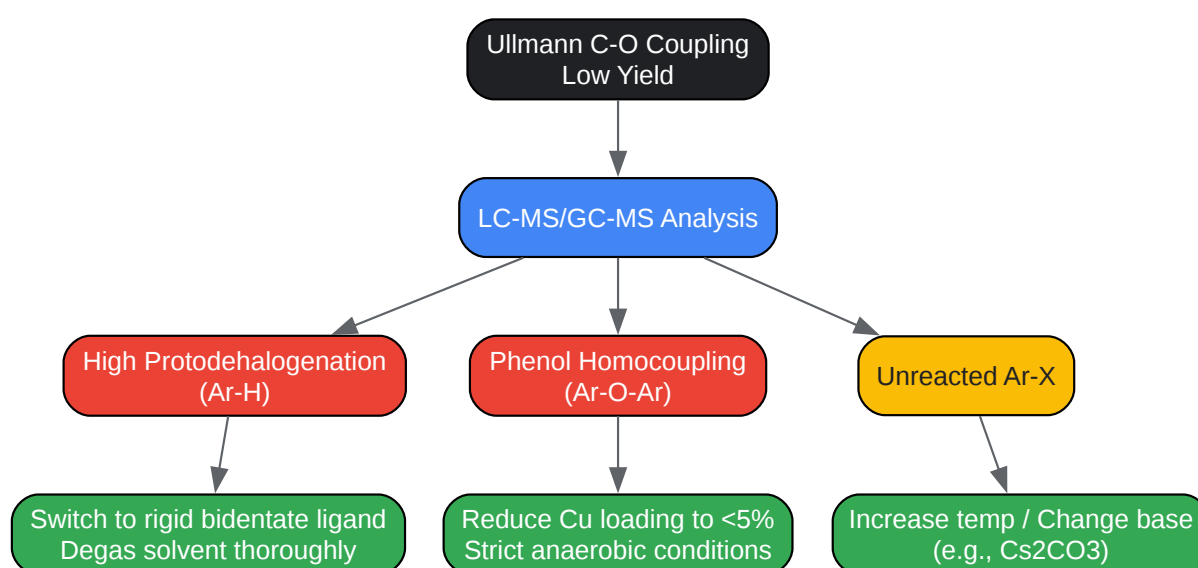 Ullmann C-O Coupling
Low Yield
LC-MS/GC-MS Analysis
High Protodehalogenation
(Ar-H)
Phenol Homocoupling
(Ar-O-Ar)
Unreacted Ar-X
Switch to rigid bidentate ligand
Degas solvent thoroughly
Reduce Cu loading to <5%
Strict anaerobic conditions
Increase temp / Change base
(e.g., Cs2CO3)